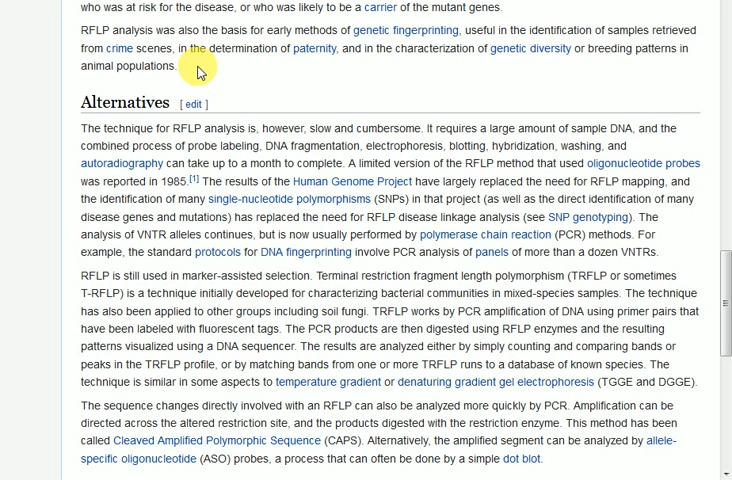 who was at risk for the disease, or who was likely to be a carrier of the mutant genes.
RFLP analysis was also the basis for early methods of genetic fingerprinting, useful in the identification of samples retrieved
from crime scenes, in the determination of paternity, and in the characterization of genetic diversity or breeding patterns in
animal populations.
Alternatives [ edit ]
The technique for RFLP analysis is, however, slow and cumbersome. It requires a large amount of sample DNA, and the
combined process of probe labeling, DNA fragmentation, electrophoresis, blotting, hybridization, washing, and
autoradiography can take up to a month to complete. A limited version of the RFLP method that used oligonucleotide probes
was reported in 1985.[1] The results of the Human Genome Project have largely replaced the need for RFLP mapping, and
the identification of many single-nucleotide polymorphisms (SNPs) in that project (as well as the direct identification of many
disease genes and mutations) has replaced the need for RFLP disease linkage analysis (see SNP genotyping). The
analysis of VNTR alleles continues, but is now usually performed by polymerase chain reaction (PCR) methods. For
example, the standard protocols for DNA fingerprinting involve PCR analysis of panels of more than a dozen VNTRs.
RFLP is still used in marker-assisted selection. Terminal restriction fragment length polymorphism (TRFLP or sometimes
T-RFLP) is a technique initially developed for characterizing bacterial communities in mixed-species samples. The technique
has also been applied to other groups including soil fungi. TRFLP works by PCR amplification of DNA using primer pairs that
have been labeled with fluorescent tags. The PCR products are then digested using RFLP enzymes and the resulting
patterns visualized using a DNA sequencer. The results are analyzed either by simply counting and comparing bands or
peaks in the TRFLP profile, or by matching bands from one or more TRFLP runs to a database of known species. The
technique is similar in some aspects to temperature gradient or denaturing gradient gel electrophoresis (TGGE and DGGE).
The sequence changes directly involved with an RFLP can also be analyzed more quickly by PCR. Amplification can be
directed across the altered restriction site, and the products digested with the restriction enzyme. This method has been
called Cleaved Amplified Polymorphic Sequence (CAPS). Alternatively, the amplified segment can be analyzed by allele-
specific oligonucleotide (ASO) probes, a process that can often be done by a simple dot blot.